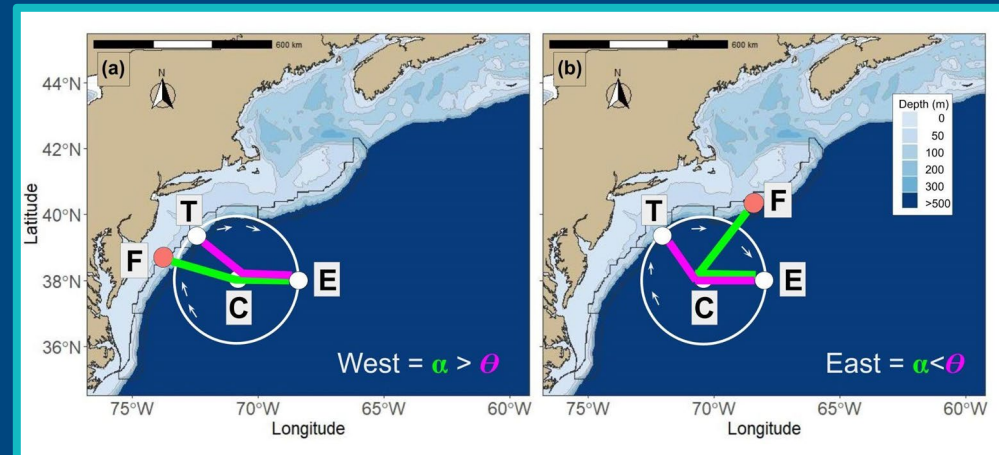 600 km
(a)
N
44°N
42°N
40°N
38°N
36°N
Latitude
T
F
C
E
West = α > θ
75°W
70°W
65°W
60°W
Longitude
600 km
(b)
N
Depth (m)
0
50
100
200
300
>500
T
F
C
E
East = α<θ
75°W
70°W
65°W
60°W
Longitude